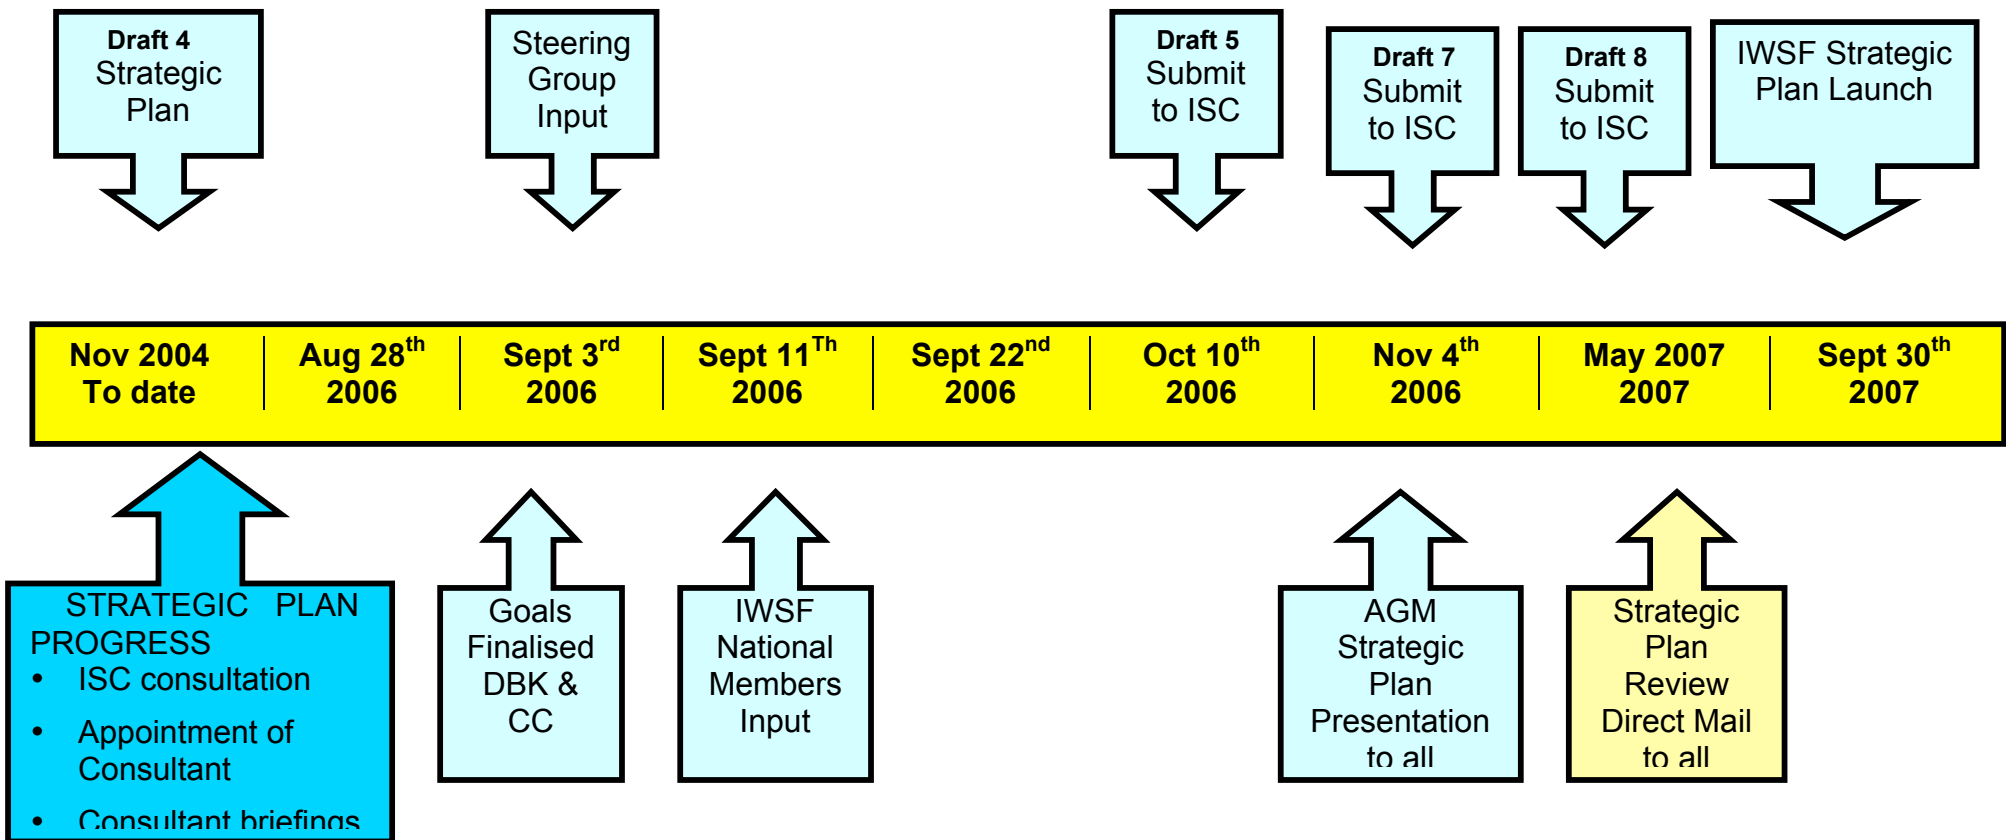 Draft 4
Strategic
Plan
Steering
Group
Input
Draft 5
Submit
to ISC
Draft 7
Submit
to ISC
Draft 8
Submit
to ISC
IWSF Strategic
Plan Launch
Nov 2004
To date
Aug 28th
2006
Sept 3rd
2006
Sept 11Th
2006
Sept 22nd
2006
Oct 10th
2006
Nov 4th
2006
May 2007
2007
Sept 30th
2007
STRATEGIC PLAN
PROGRESS
• ISC consultation
• Appointment of
Consultant
• Consultant briefings
Goals
Finalised
DBK &
CC
IWSF
National
Members
Input
AGM
Strategic
Plan
Presentation
to all
Strategic
Plan
Review
Direct Mail
to all